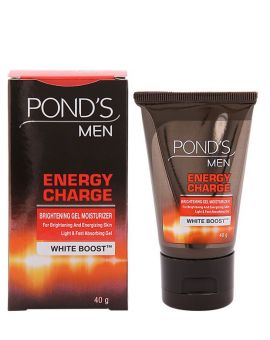 POND'S
MEN
ENERGY
CHARGE
BRIGHTENING GEL MOISTURIZER
For Brightening And Energizing Skin
Light & Fast Absorbing Gel
WHITE BOOST™
40 g
POND'S
MEN
ENERGY
CHARGE
BRIGHTENING GEL MOISTURIZER
For Brightening And Energizing Skin
Light & Fast Absorbing Gel
WHITE BOOST™
40 g